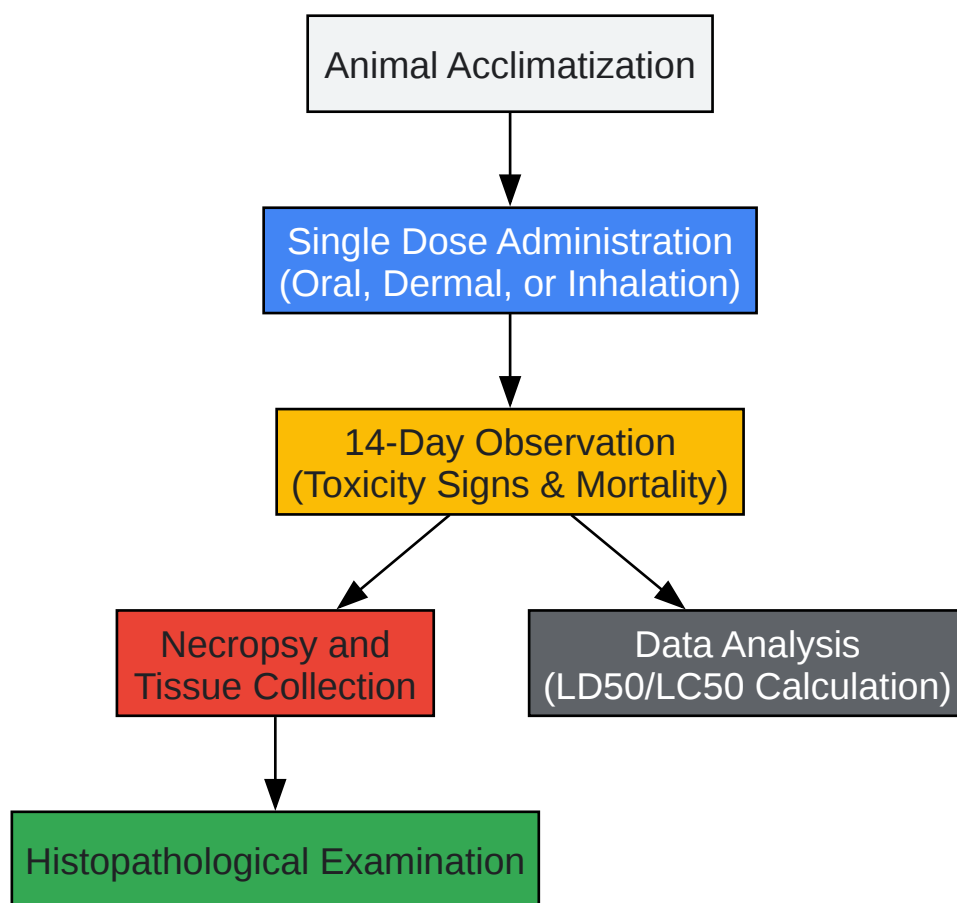 Animal Acclimatization
Single Dose Administration
(Oral, Dermal, or Inhalation)
14-Day Observation
(Toxicity Signs & Mortality)
Necropsy and
Tissue Collection
Data Analysis
(LD50/LC50 Calculation)
Histopathological Examination